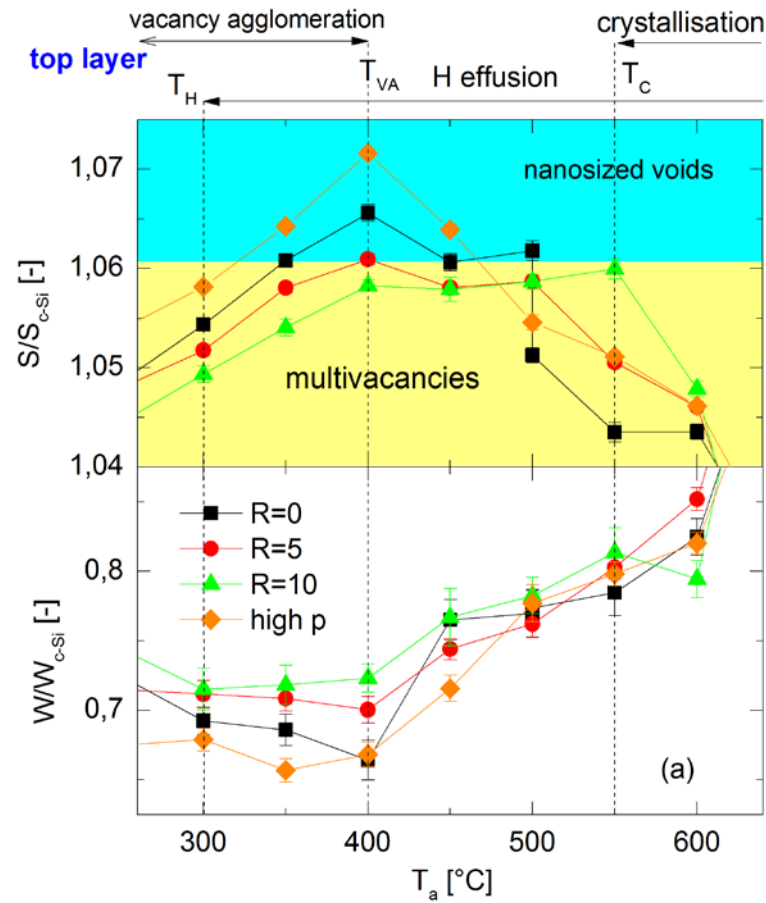 vacancy agglomeration
crystallisation
top layer
T_H
T_VA
H effusion
T_C
1,07
1,06
1,05
1,04
S/S_c-Si [-]
nanosized voids
multivacancies
R=0
R=5
R=10
high p
0,8
0,7
W/W_c-Si [-]
(a)
300 400 500 600
T_a [°C]